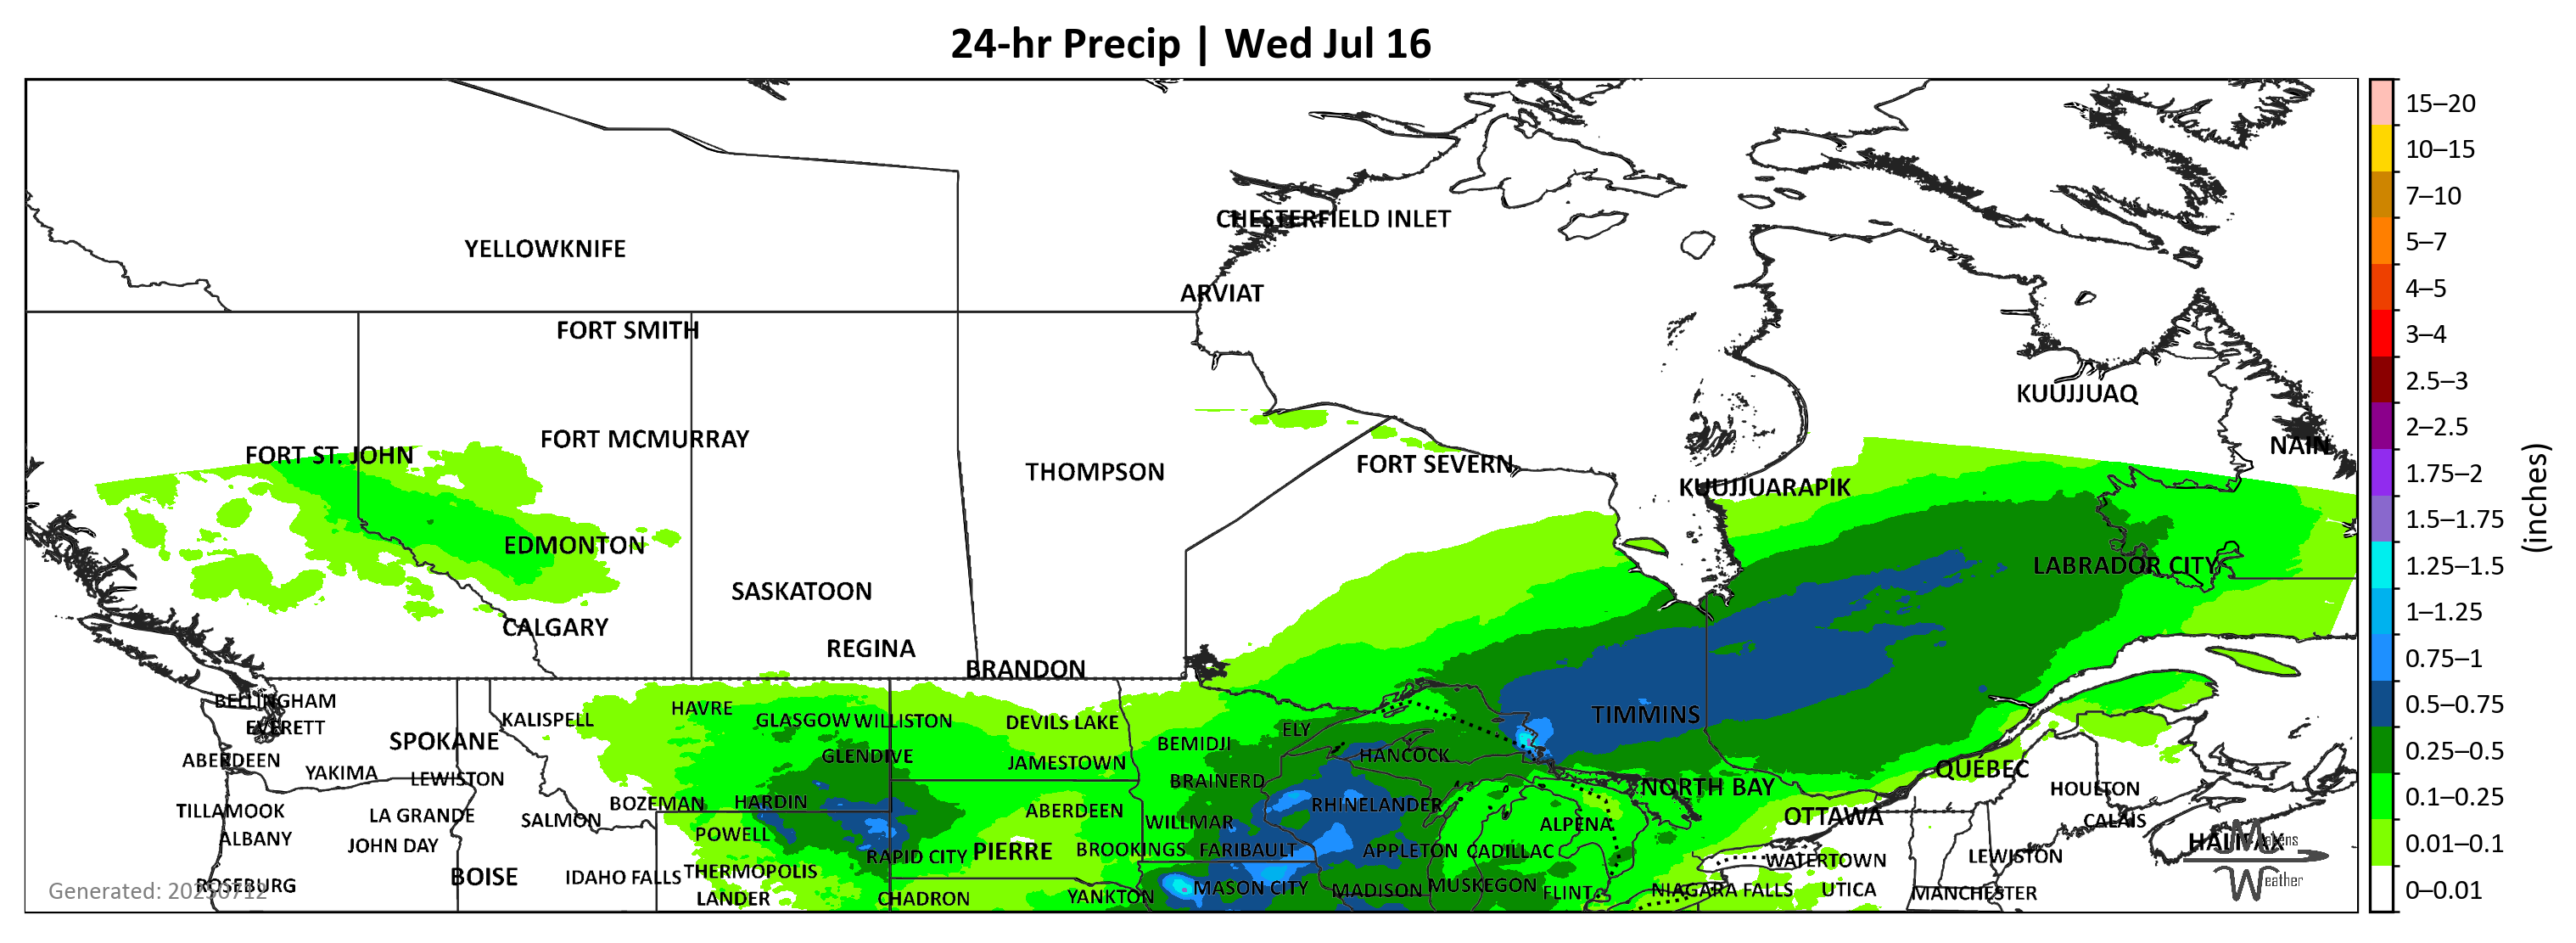 24-hr Precip | Wed Jul 16
YELLOWKNIFE
CHESTERFIELD INLET
ARVIAT
FORT SMITH
KUUJJUAQ
FORT ST. JOHN
FORT MCMURRAY
NAIN
THOMPSON
FORT SEVERN
KUUJJUARAPIK
EDMONTON
LABRADOR CITY
SASKATOON
CALGARY
REGINA
BRANDON
BELLINGHAM
HAVRE
KALISPELL
GLASGOW
WILLISTON
DEVILS LAKE
TIMMINS
EVERETT
ELY
SPOKANE
BEMIDJI
ABERDEEN
GLENDIVE
JAMESTOWN
HANCOCK
QUÉBEC
YAKIMA
LEWISTON
BRAINERD
NORTH BAY
HOULTON
TILLAMOOK
LA GRANDE
SALMON
BOZEMAN
HARDIN
ABERDEEN
RHINELANDER
OTTAWA
CALAIS
ALBANY
JOHN DAY
POWELL
WILLMAR
ALPENA
HALIFAX
RAPID CITY
PIERRE
BROOKINGS
FARIBAULT
APPLETON
CADILLAC
WATERTOWN
LEWISTON
BOISE
IDAHO FALLS
THERMOPOLIS
ROSEBURG
LANDER
CHADRON
YANKTON
MASON CITY
MADISON
MUSKEGON
FLINT
NIAGARA FALLS
UTICA
MANCHESTER
Generated: 20250712
Weather
15–20
10–15
7–10
5–7
4–5
3–4
2.5–3
2–2.5
1.75–2
1.5–1.75
1.25–1.5
1–1.25
0.75–1
0.5–0.75
0.25–0.5
0.1–0.25
0.01–0.1
0–0.01
(inches)